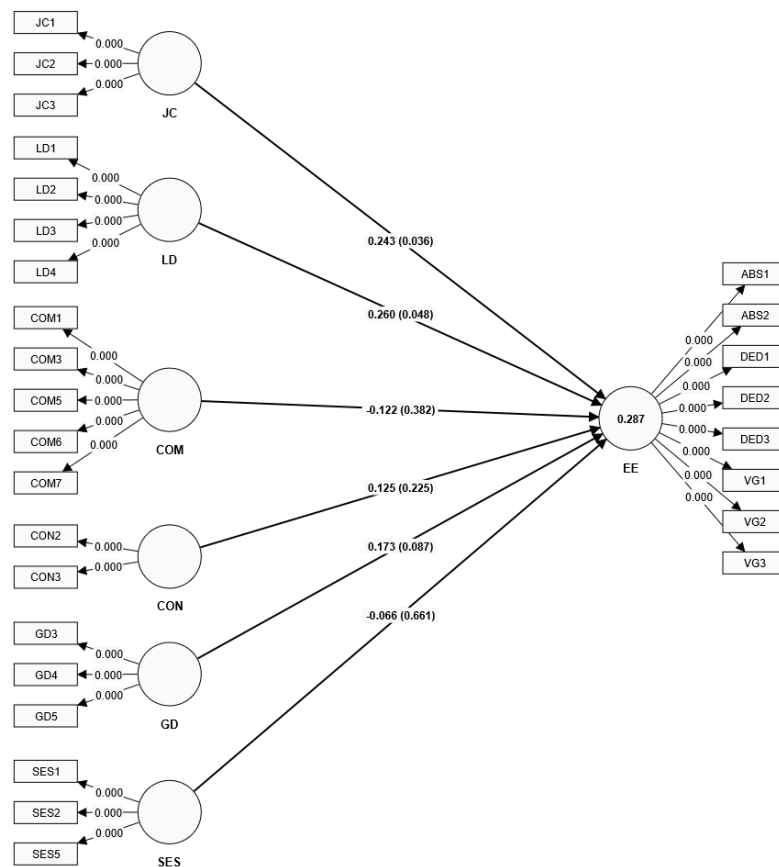 JC1
0.000
JC2
0.000
0.000
JC3
JC
LD1
0.000
LD2
0.000
LD3
0.000
0.000
LD4
LD
COM1
0.000
COM3
0.000
COM5
0.000
COM6
0.000
0.000
COM7
COM
CON2
0.000
CON3
0.000
CON
GD3
0.000
GD4
0.000
0.000
GD5
GD
SES1
0.000
SES2
0.000
0.000
SES5
SES
0.243 (0.036)
0.260 (0.048)
-0.122 (0.382)
0.125 (0.225)
0.173 (0.087)
-0.066 (0.661)
0.287
EE
ABS1
0.000
ABS2
0.000
DED1
0.000
DED2
0.000
DED3
0.000
VG1
0.000
VG2
0.000
VG3
0.000